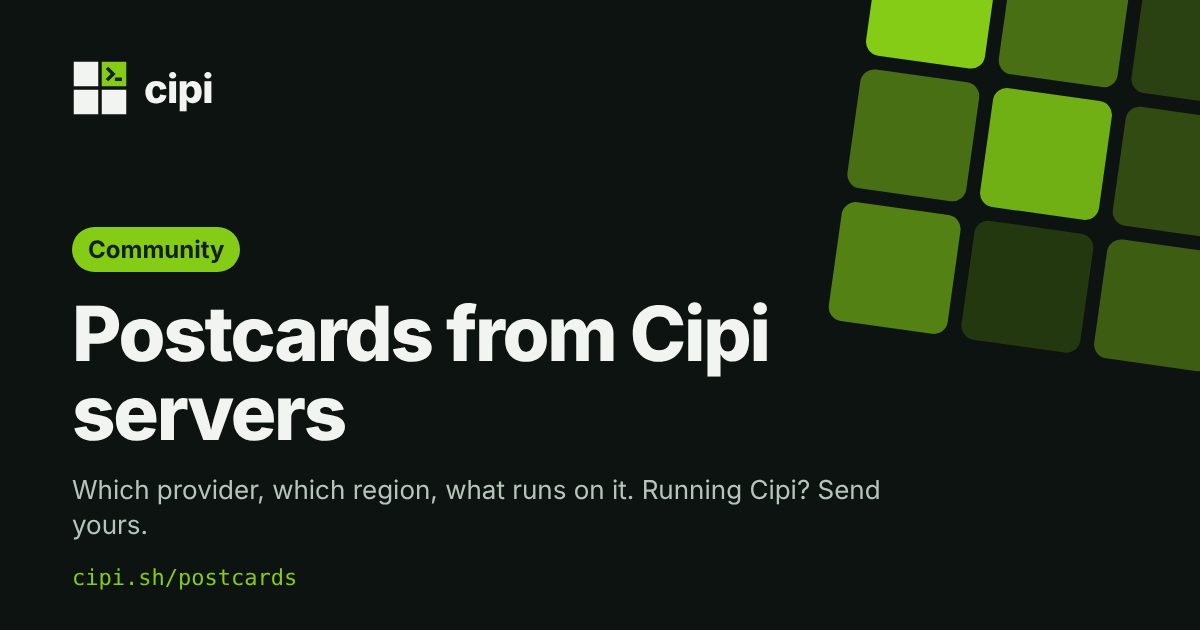 cipi
Community
Postcards from Cipi
servers
Which provider, which region, what runs on it. Running Cipi? Send
yours.
cipi.sh/postcards